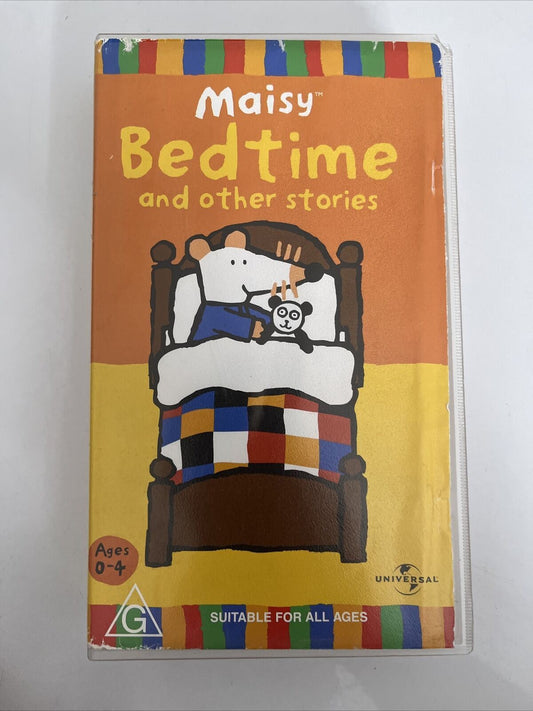 Maisy™
Bedtime
and other stories
Ages
0-4
UNIVERSAL
G
SUITABLE FOR ALL AGES